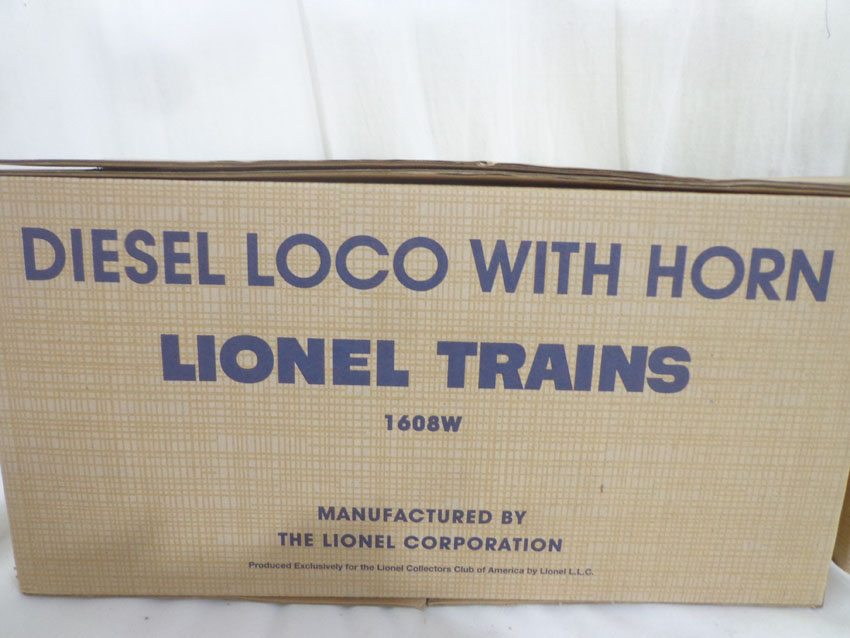 DIESEL LOCO WITH HORN
LIONEL TRAINS
1608W
MANUFACTURED BY
THE LIONEL CORPORATION
Produced Exclusively for the Lionel Collectors Club of America by Lionel L.L.C.